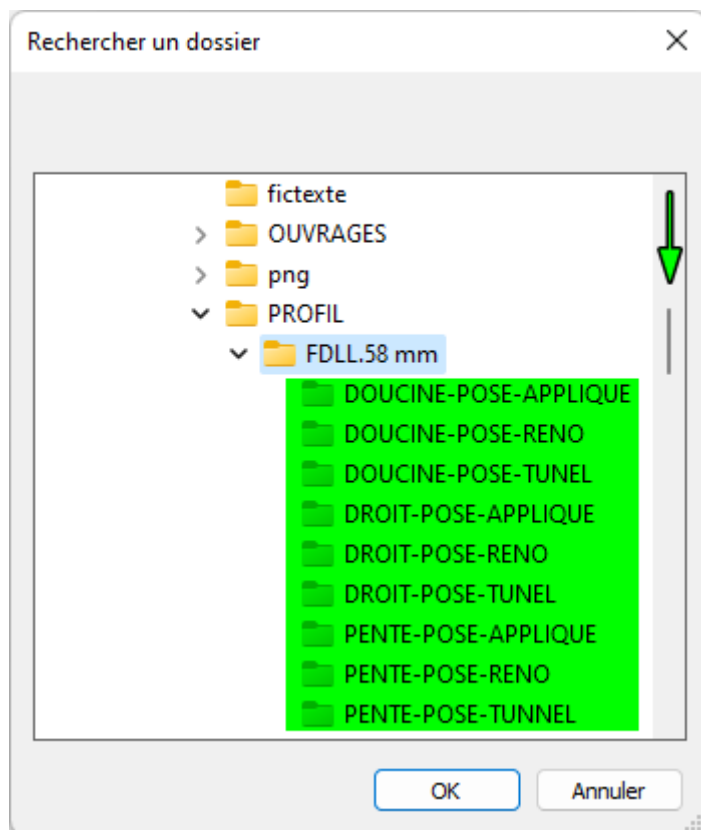 Rechercher un dossier
fictexte
OUVRAGES
png
PROFIL
FDLL.58 mm
DOUCINE-POSE-APPLIQUE
DOUCINE-POSE-RENO
DOUCINE-POSE-TUNEL
DROIT-POSE-APPLIQUE
DROIT-POSE-RENO
DROIT-POSE-TUNEL
PENTE-POSE-APPLIQUE
PENTE-POSE-RENO
PENTE-POSE-TUNNEL
OK Annuler